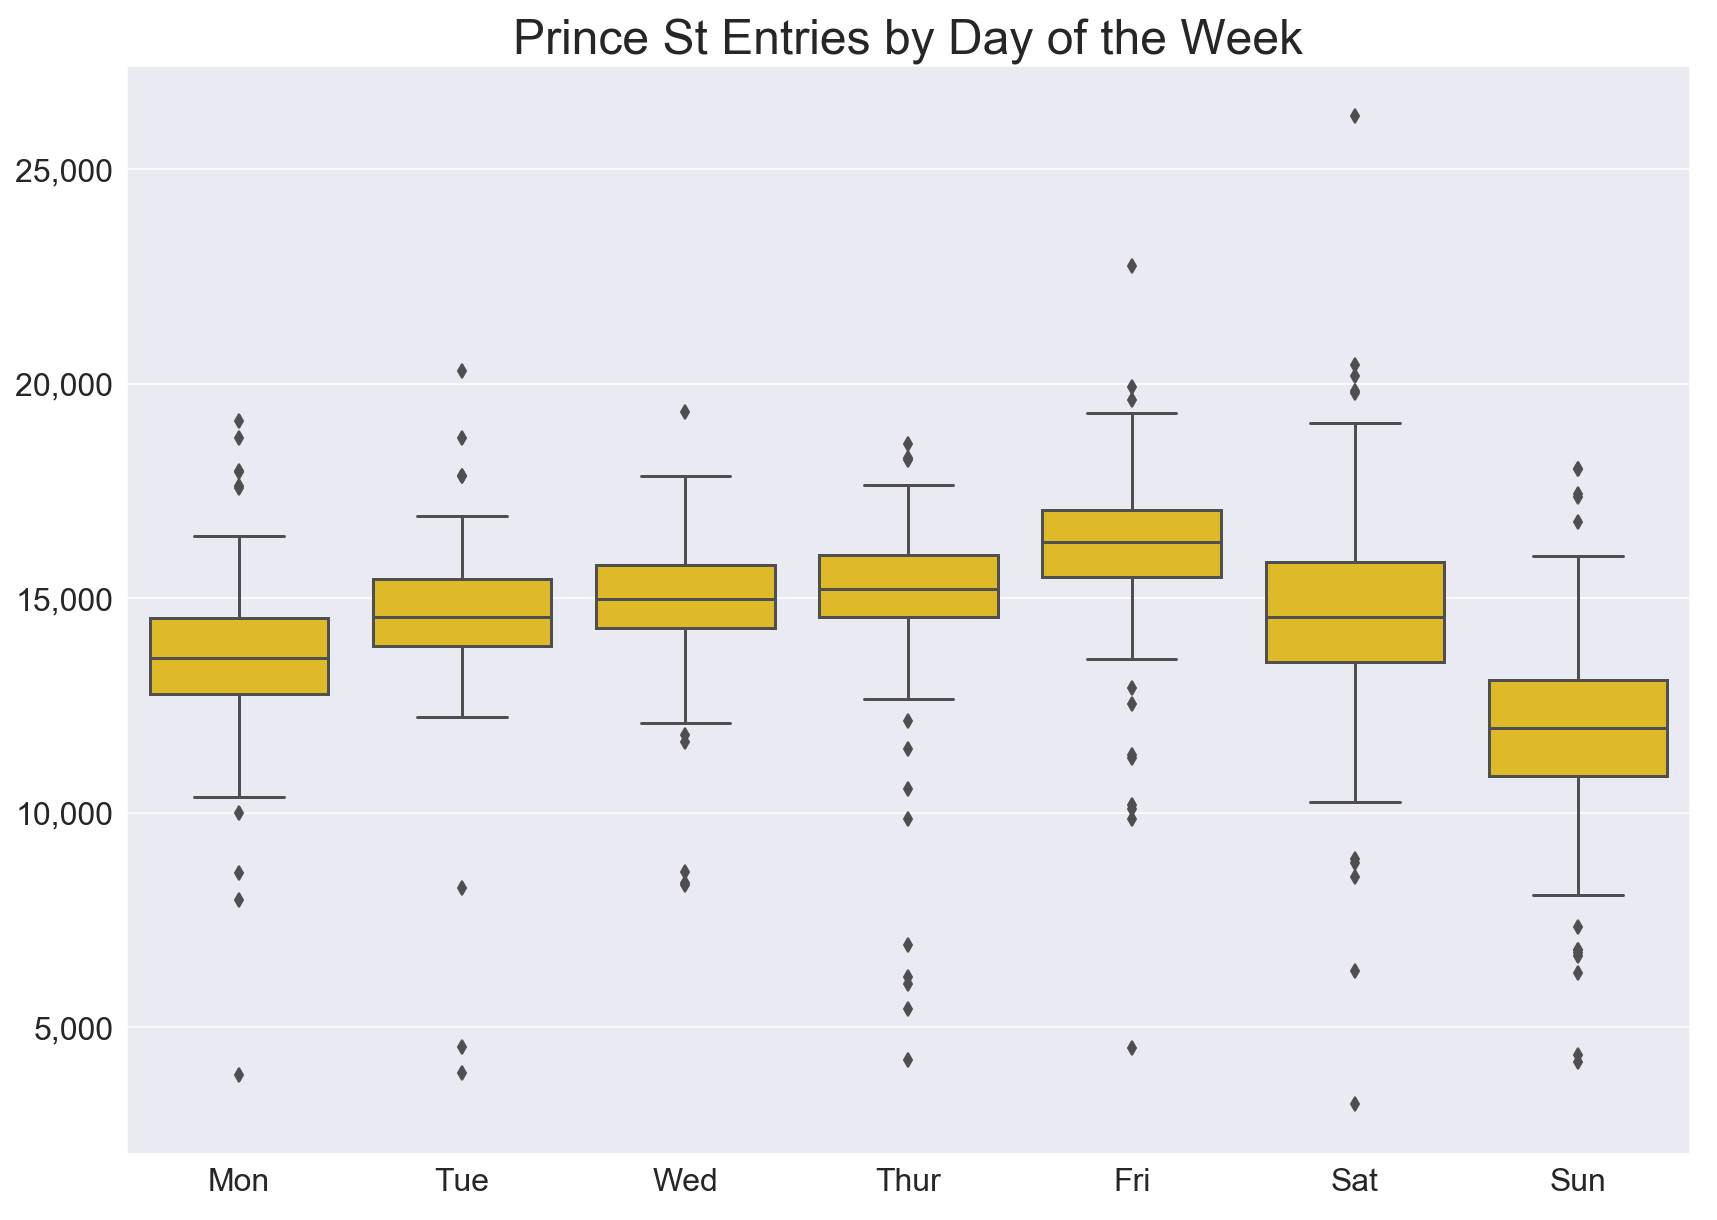 Prince St Entries by Day of the Week
25,000
20,000
15,000
10,000
5,000
Mon Tue Wed Thur Fri Sat Sun